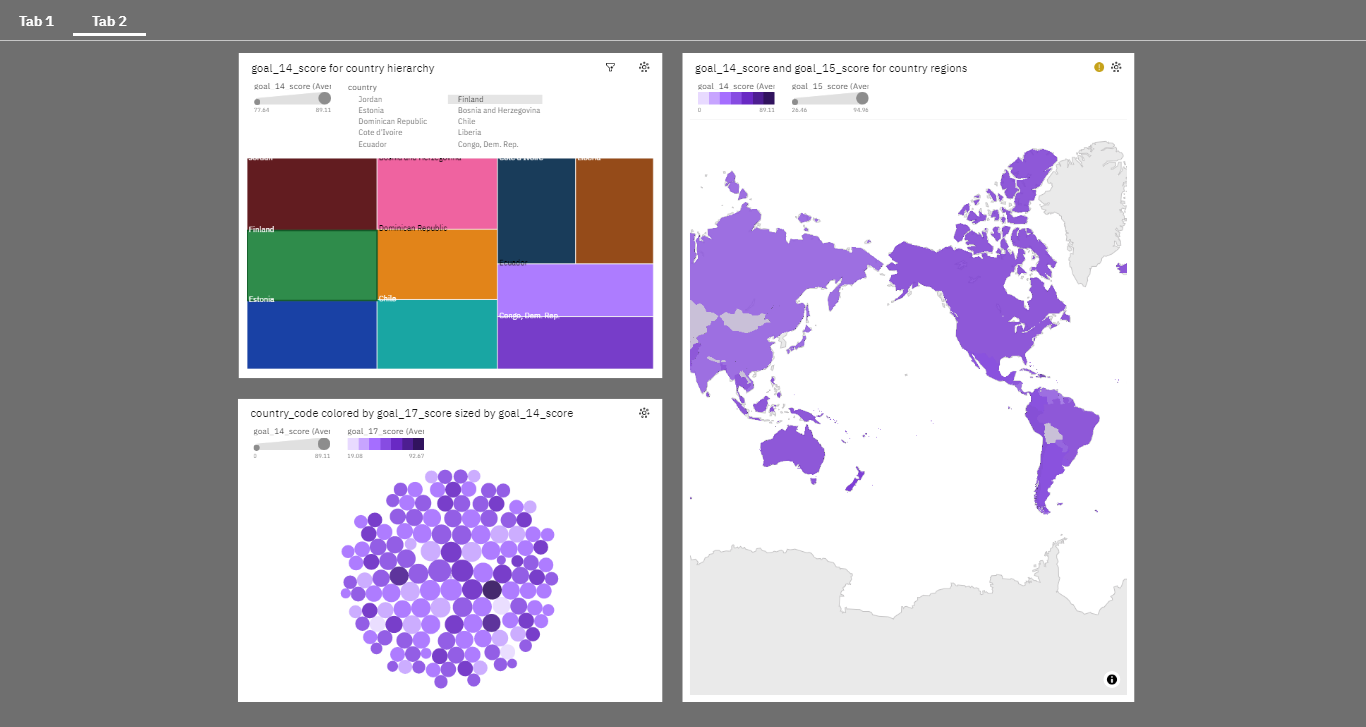 Tab 1 Tab 2
goal_14_score for country hierarchy
goal_14_score (Aver
77.64 89.11
country
Jordan Finland
Estonia Bosnia and Herzegovina
Dominican Republic Chile
Cote d'Ivoire Liberia
Ecuador Congo, Dem. Rep.
Jordan Bosnia and Herzegovina Cote d'Ivoire Liberia
Finland Dominican Republic
Ecuador
Estonia Chile
Congo, Dem. Rep.
country_code colored by goal_17_score sized by goal_14_score
goal_14_score (Aver goal_17_score (Aver
0 89.11 19.08 92.67
goal_14_score and goal_15_score for country regions
goal_14_score (Aver goal_15_score (Aver
0 89.11 26.46 94.96